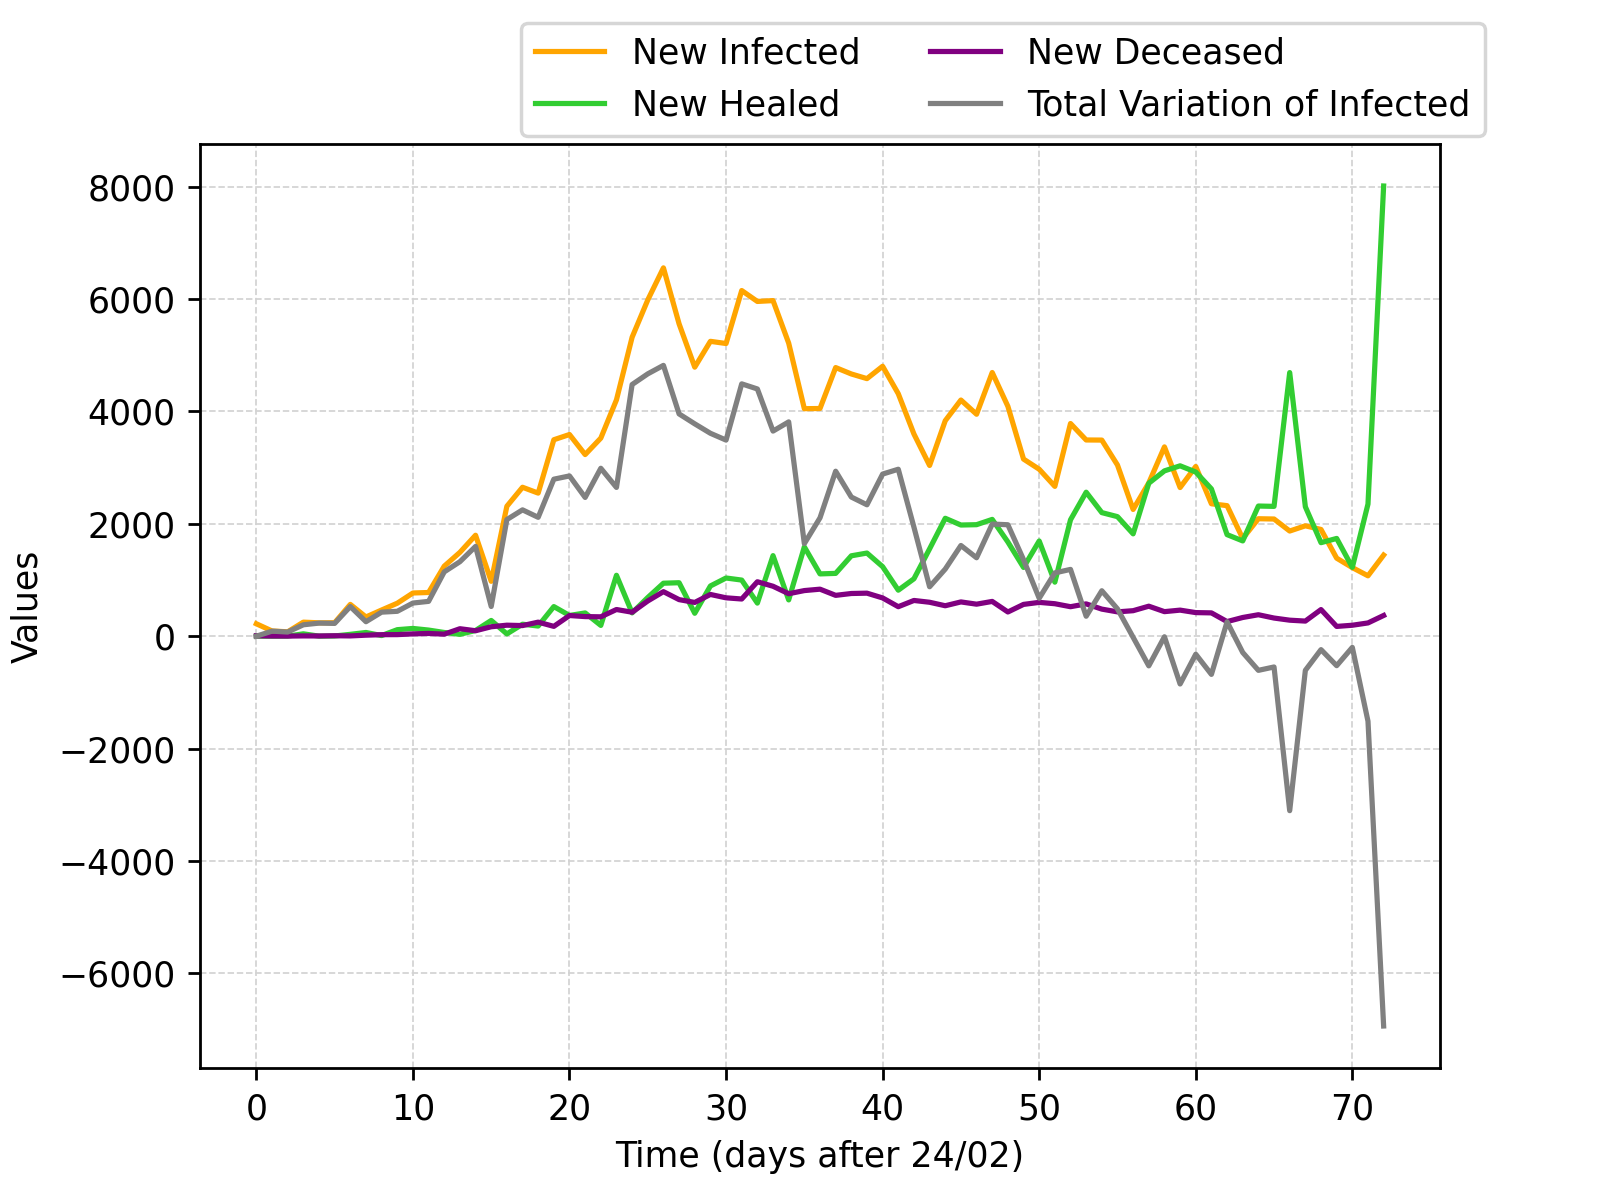 New Infected
New Healed
New Deceased
Total Variation of Infected
8000
6000
4000
2000
0
−2000
−4000
−6000
Values
0 10 20 30 40 50 60 70
Time (days after 24/02)